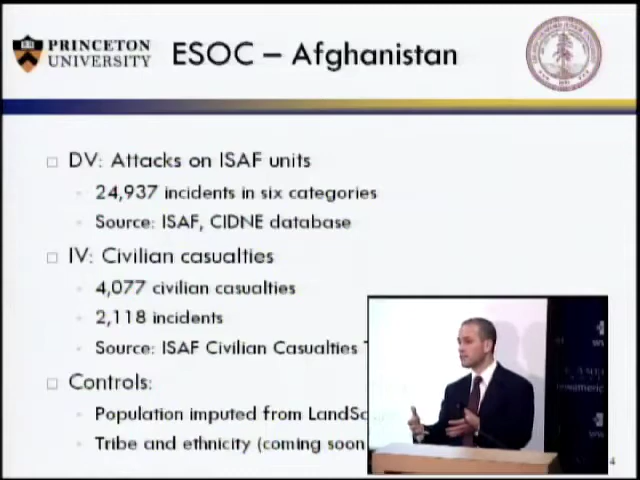 PRINCETON
UNIVERSITY
ESOC – Afghanistan
DV: Attacks on ISAF units
24,937 incidents in six categories
Source: ISAF, CIDNE database
IV: Civilian casualties
4,077 civilian casualties
2,118 incidents
Source: ISAF Civilian Casualties
Controls:
Population imputed from
Tribe and ethnicity (coming soon
4